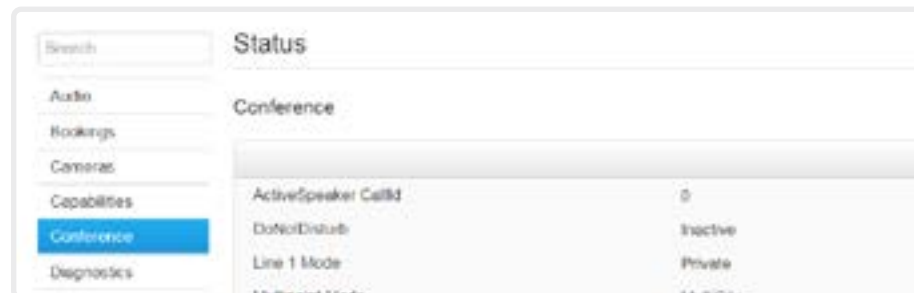 Search
Status
Audio
Bookings
Cameras
Capabilities
Conference
Diagnostics
Conference
ActiveSpeaker CallId 0
DoNotDisturb Inactive
Line 1 Mode Private